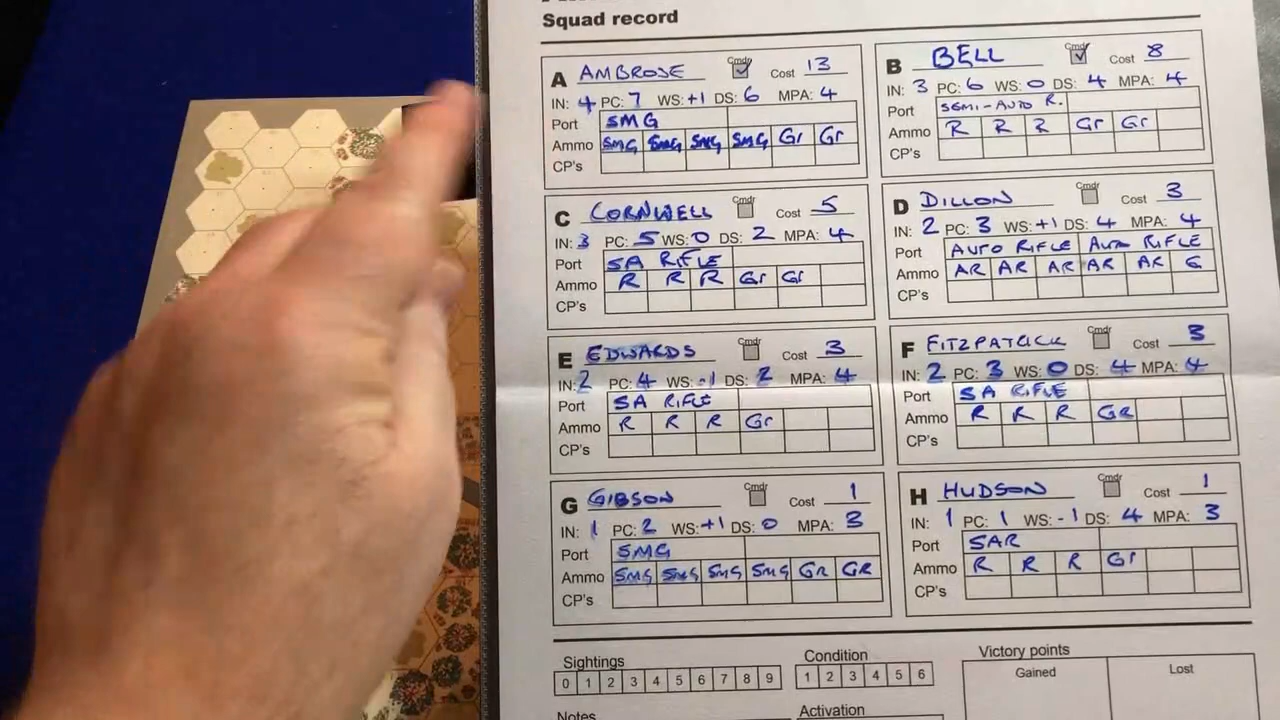 Squad record
A AMBROSE Cmdr Cost 13
IN: 4 PC: 7 WS: +1 DS: 6 MPA: 4
Port SMG
Ammo SMG SMG SMG SMG Gr Gr
CP's
B BELL Cmdr Cost 8
IN: 3 PC: 6 WS: 0 DS: 4 MPA: 4
Port SEMI-AUTO R.
Ammo R R R Gr Gr
CP's
C CORNWELL Cmdr Cost 5
IN: 3 PC: 5 WS: 0 DS: 2 MPA: 4
Port SA RIFLE
Ammo R R R Gr Gr
CP's
D DILLON Cmdr Cost 3
IN: 2 PC: 3 WS: +1 DS: 4 MPA: 4
Port AUTO RIFLE AUTO RIFLE
Ammo AR AR AR AR AR G
CP's
E EDWARDS Cmdr Cost 3
IN: 2 PC: 4 WS: -1 DS: 2 MPA: 4
Port SA RIFLE
Ammo R R R Gr
CP's
F FITZPATRICK Cmdr Cost 3
IN: 2 PC: 3 WS: 0 DS: 4 MPA: 4
Port SA RIFLE
Ammo R R R GR
CP's
G GIBSON Cmdr Cost 1
IN: 1 PC: 2 WS: +1 DS: 0 MPA: 3
Port SMG
Ammo SMG SMG SMG SMG GR GR
CP's
H HUDSON Cmdr Cost 1
IN: 1 PC: 1 WS: -1 DS: 4 MPA: 3
Port SAR
Ammo R R R Gr
CP's
Sightings
0 1 2 3 4 5 6 7 8 9
Condition
1 2 3 4 5 6
Victory points
Gained Lost
Notes
Activation